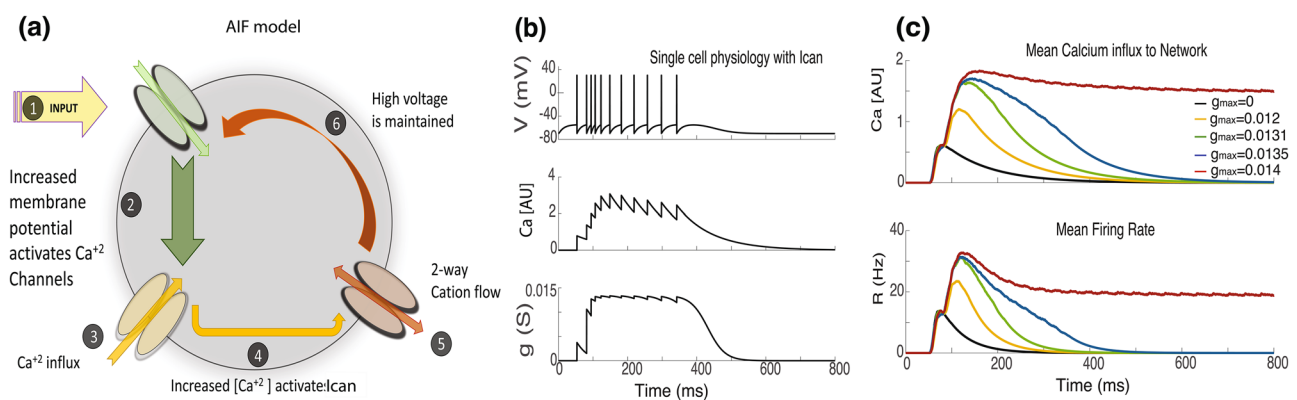 (a)
AIF model
1
INPUT
High voltage
is maintained
6
Increased
membrane
potential
activates Ca+2
Channels
2
2-way
Cation flow
3
5
Ca+2 influx
4
Increased [Ca+2 ] activates Ican
(b)
Single cell physiology with Ican
V (mV)
40
0
-80
Ca [AU]
4
2
0
g (S)
0.015
0
0 200 400 600 800
Time (ms)
(c)
Mean Calcium influx to Network
Ca [AU]
2
1
0
gmax=0
gmax=0.012
gmax=0.0131
gmax=0.0135
gmax=0.014
Mean Firing Rate
R (Hz)
40
20
0
0 200 400 600 800
Time (ms)